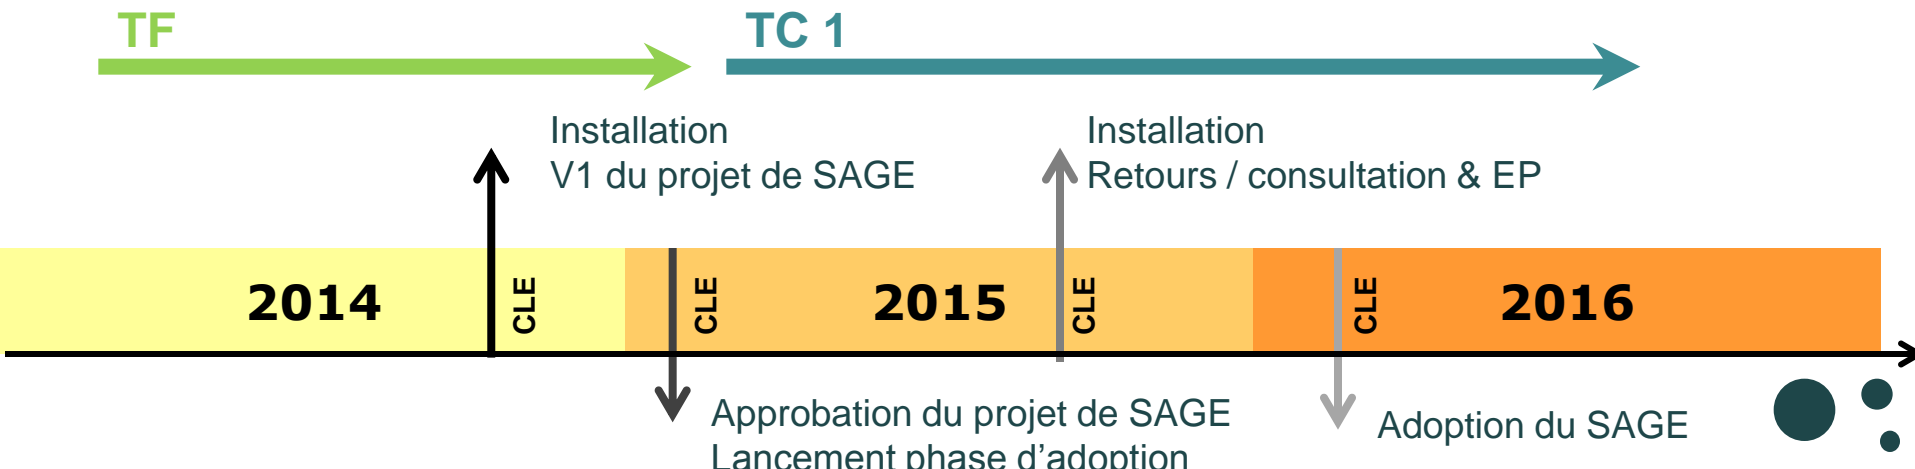 TF
TC 1
Installation
V1 du projet de SAGE
Installation
Retours / consultation & EP
2014
CLE
CLE
2015
CLE
CLE
2016
Approbation du projet de SAGE
Lancement phase d’adoption
Adoption du SAGE